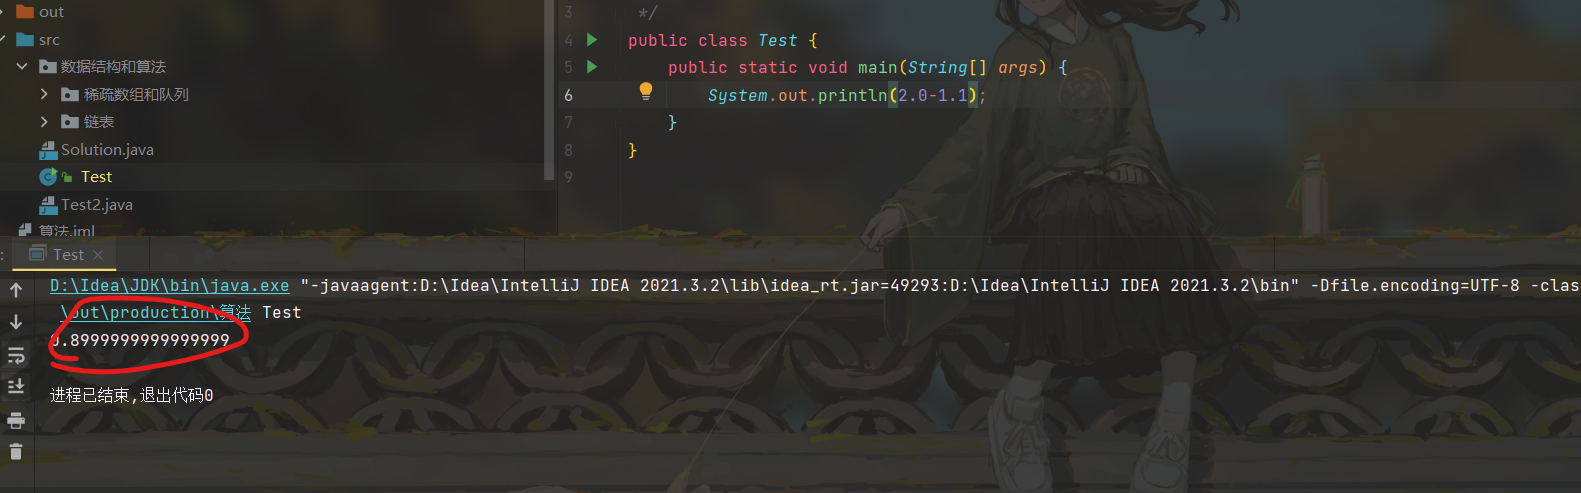 out
src
数据结构和算法
稀疏数组和队列
链表
Solution.java
Test
Test2.java
算法.iml
3 */
4 public class Test {
5 public static void main(String[] args) {
6 System.out.println(2.0-1.1);
7 }
8 }
9
: Test ×
D:\Idea\JDK\bin\java.exe "-javaagent:D:\Idea\IntelliJ IDEA 2021.3.2\lib\idea_rt.jar=49293:D:\Idea\IntelliJ IDEA 2021.3.2\bin" -Dfile.encoding=UTF-8 -class
\out\production\算法 Test
0.8999999999999999
进程已结束,退出代码0